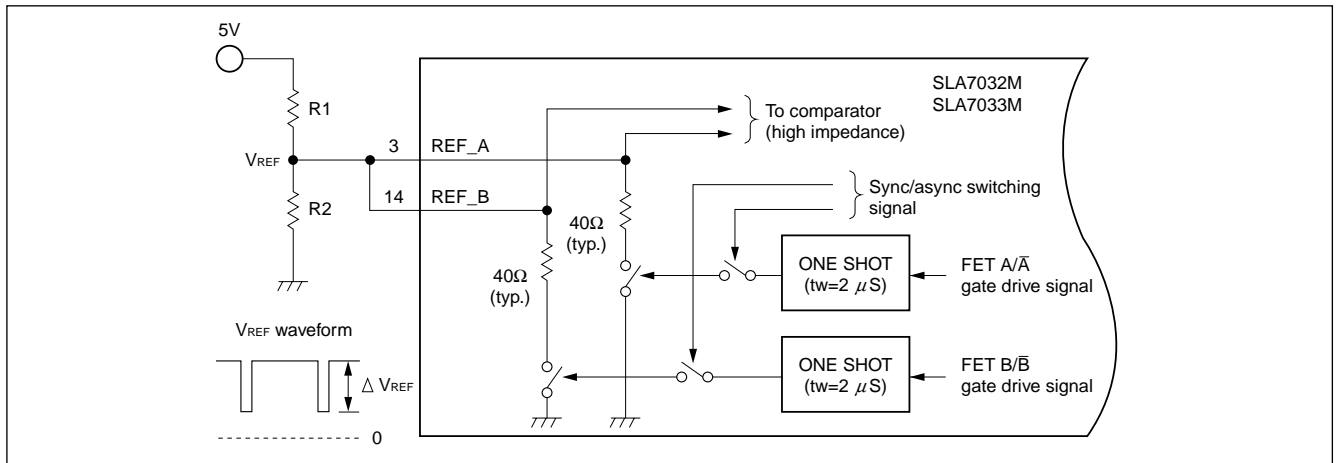 5V
R1
VREF
R2
3 REF_A
14 REF_B
SLA7032M
SLA7033M
To comparator
(high impedance)
Sync/async switching
signal
40Ω
(typ.)
40Ω
(typ.)
ONE SHOT
(tw=2 μS)
FET A/A̅
gate drive signal
ONE SHOT
(tw=2 μS)
FET B/B̅
gate drive signal
VREF waveform
Δ VREF
0